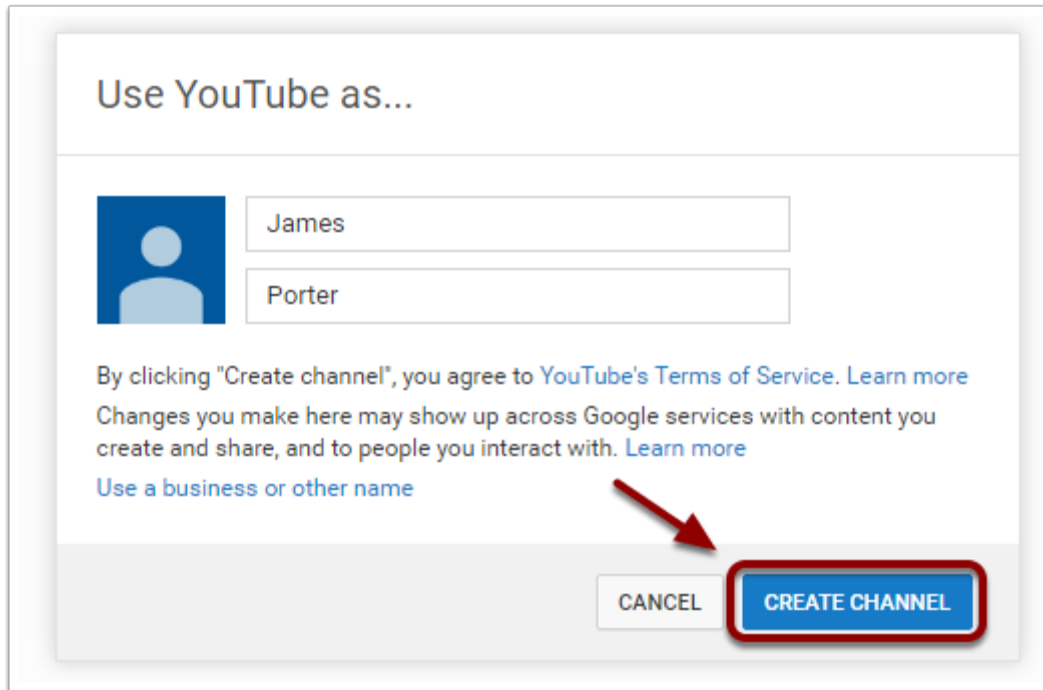 Use YouTube as...
James
Porter
By clicking "Create channel", you agree to YouTube's Terms of Service. Learn more
Changes you make here may show up across Google services with content you
create and share, and to people you interact with. Learn more
Use a business or other name
CANCEL
CREATE CHANNEL